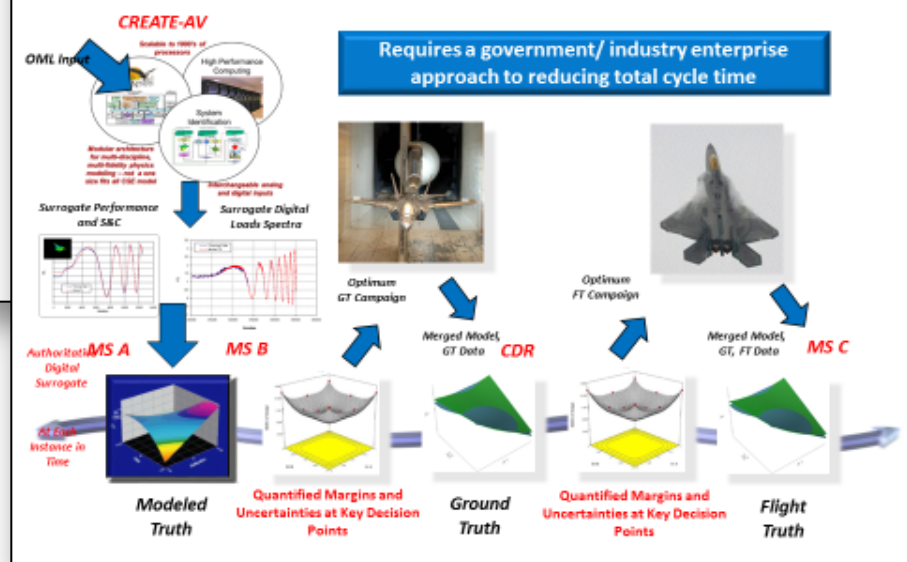 CREATE-AV
OML Input
Scalable to 1000's of
processors
High Performance
Computing
System
Identification
Modular architecture
for multi-discipline,
multi-fidelity physics
modeling – not a one
size fits all CSE model
Interchangeable analog
and digital inputs
Requires a government/ industry enterprise
approach to reducing total cycle time
Surrogate Performance
and S&C
Surrogate Digital
Loads Spectra
Optimum
GT Campaign
Optimum
FT Campaign
Merged Model,
GT Data
CDR
Merged Model,
GT, FT Data
MS C
Authoritative
Digital
Surrogate
MS A
MS B
At Each
Instance in
Time
Modeled
Truth
Quantified Margins and
Uncertainties at Key Decision
Points
Ground
Truth
Quantified Margins and
Uncertainties at Key Decision
Points
Flight
Truth